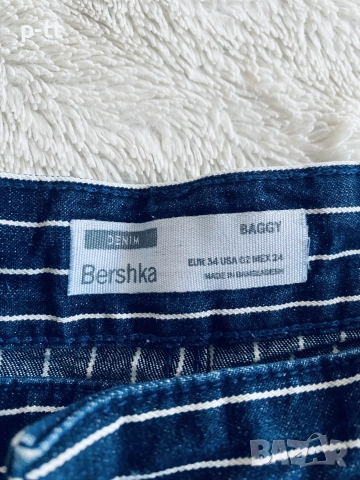 p-tt
DENIM
Bershka
BAGGY
EUR 34 USA 02 MEX 24
MADE IN BANGLADESH
BAZAR